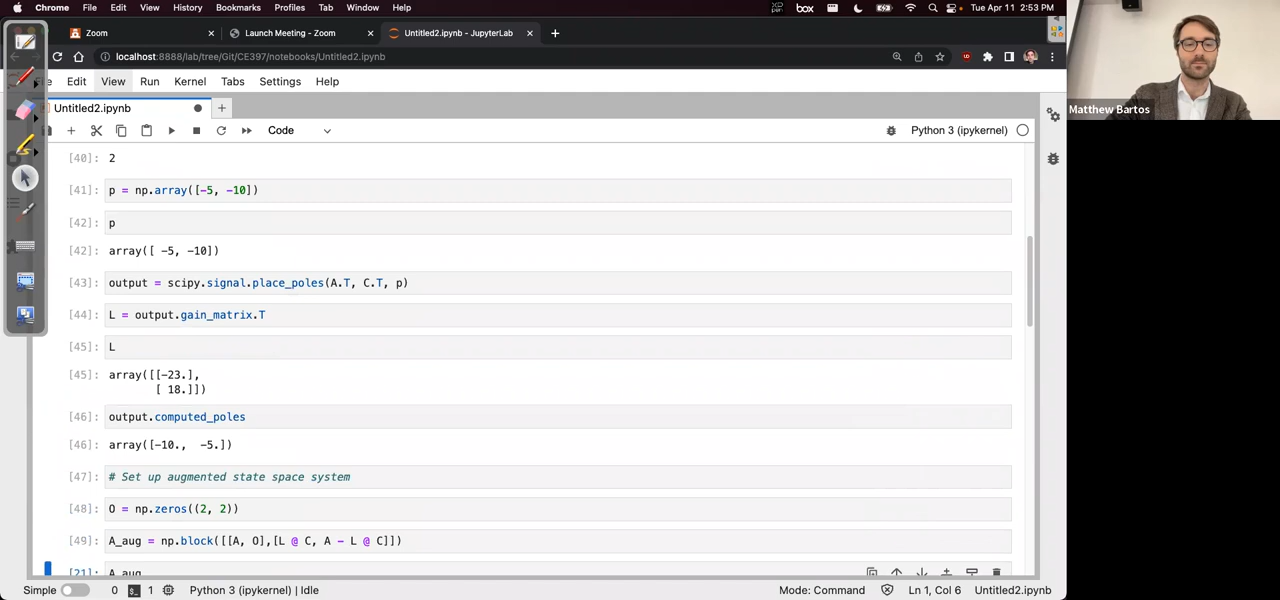 Chrome File Edit View History Bookmarks Profiles Tab Window Help box Tue Apr 11 2:53 PM
Zoom Launch Meeting - Zoom Untitled2.ipynb - JupyterLab
localhost:8888/lab/tree/Git/CE397/notebooks/Untitled2.ipynb
e Edit View Run Kernel Tabs Settings Help
Untitled2.ipynb
Code Python 3 (ipykernel)
Matthew Bartos
[40]: 2
[41]: p = np.array([-5, -10])
[42]: p
[42]: array([ -5, -10])
[43]: output = scipy.signal.place_poles(A.T, C.T, p)
[44]: L = output.gain_matrix.T
[45]: L
[45]: array([[-23.],
[ 18.]])
[46]: output.computed_poles
[46]: array([-10., -5.])
[47]: # Set up augmented state space system
[48]: O = np.zeros((2, 2))
[49]: A_aug = np.block([[A, O],[L @ C, A - L @ C]])
[21]: A_aug
Simple 0 1 Python 3 (ipykernel) | Idle Mode: Command Ln 1, Col 6 Untitled2.ipynb